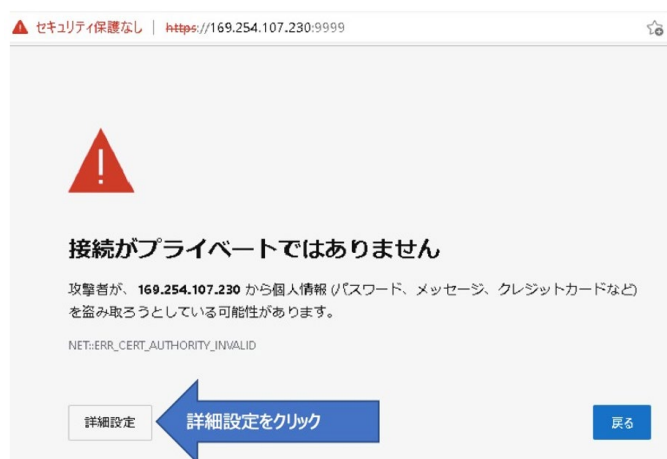 セキュリティ保護なし | https://169.254.107.230:9999
接続がプライベートではありません
攻撃者が、 169.254.107.230 から個人情報 (パスワード、メッセージ、クレジットカードなど)
を盗み取ろうとしている可能性があります。
NET::ERR_CERT_AUTHORITY_INVALID
詳細設定
詳細設定をクリック
戻る